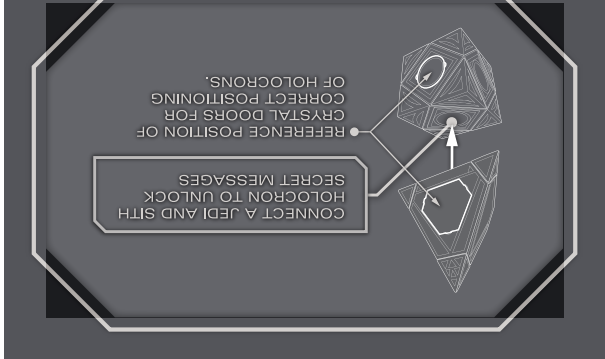 CONNECT A JEDI AND SITH
HOLOCRON TO UNLOCK
SECRET MESSAGES
REFERENCE POSITION OF
CRYSTAL DOORS FOR
CORRECT POSITIONING
OF HOLOCRONS.